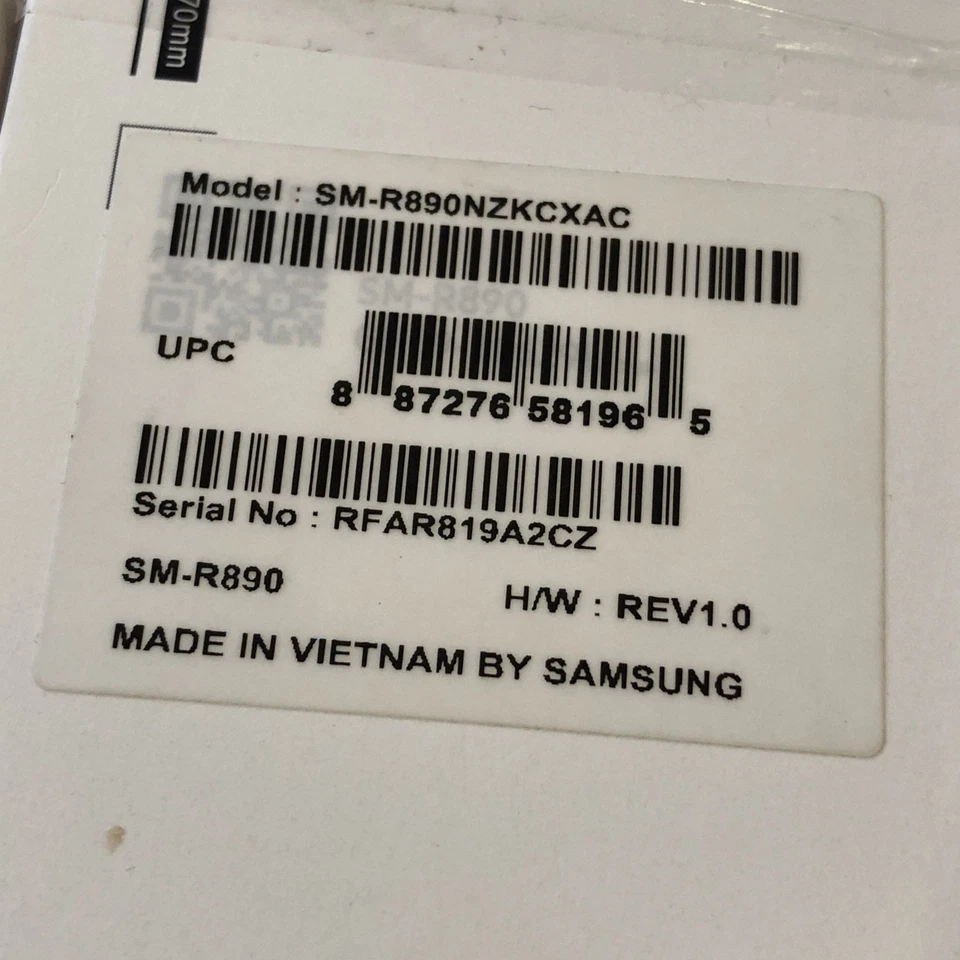 70mm
Model : SM-R890NZKCXAC
SM-R890
UPC
8 87276 58196 5
Serial No : RFAR819A2CZ
SM-R890
H/W : REV1.0
MADE IN VIETNAM BY SAMSUNG